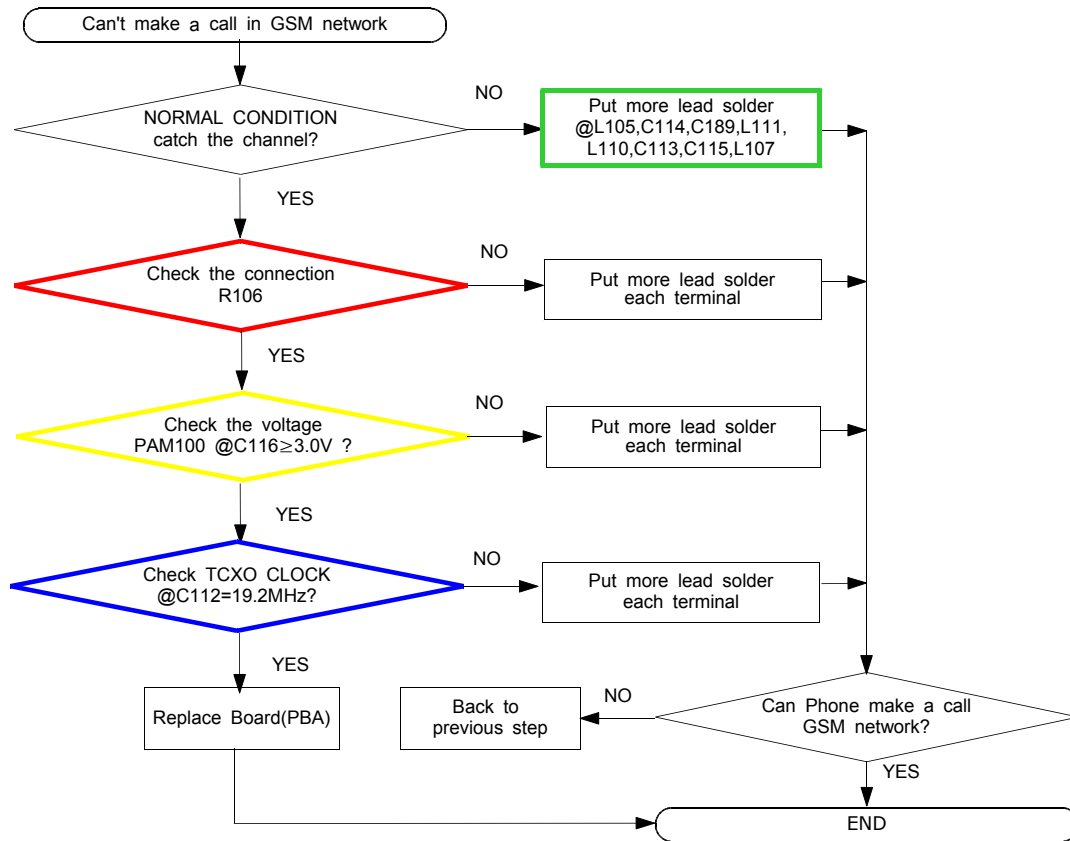 Can't make a call in GSM network
NORMAL CONDITION
catch the channel?
NO
Put more lead solder
@L105,C114,C189,L111,
L110,C113,C115,L107
YES
Check the connection
R106
NO
Put more lead solder
each terminal
YES
Check the voltage
PAM100 @C116≥3.0V ?
NO
Put more lead solder
each terminal
YES
Check TCXO CLOCK
@C112=19.2MHz?
NO
Put more lead solder
each terminal
YES
Replace Board(PBA)
Back to
previous step
NO
Can Phone make a call
GSM network?
YES
END